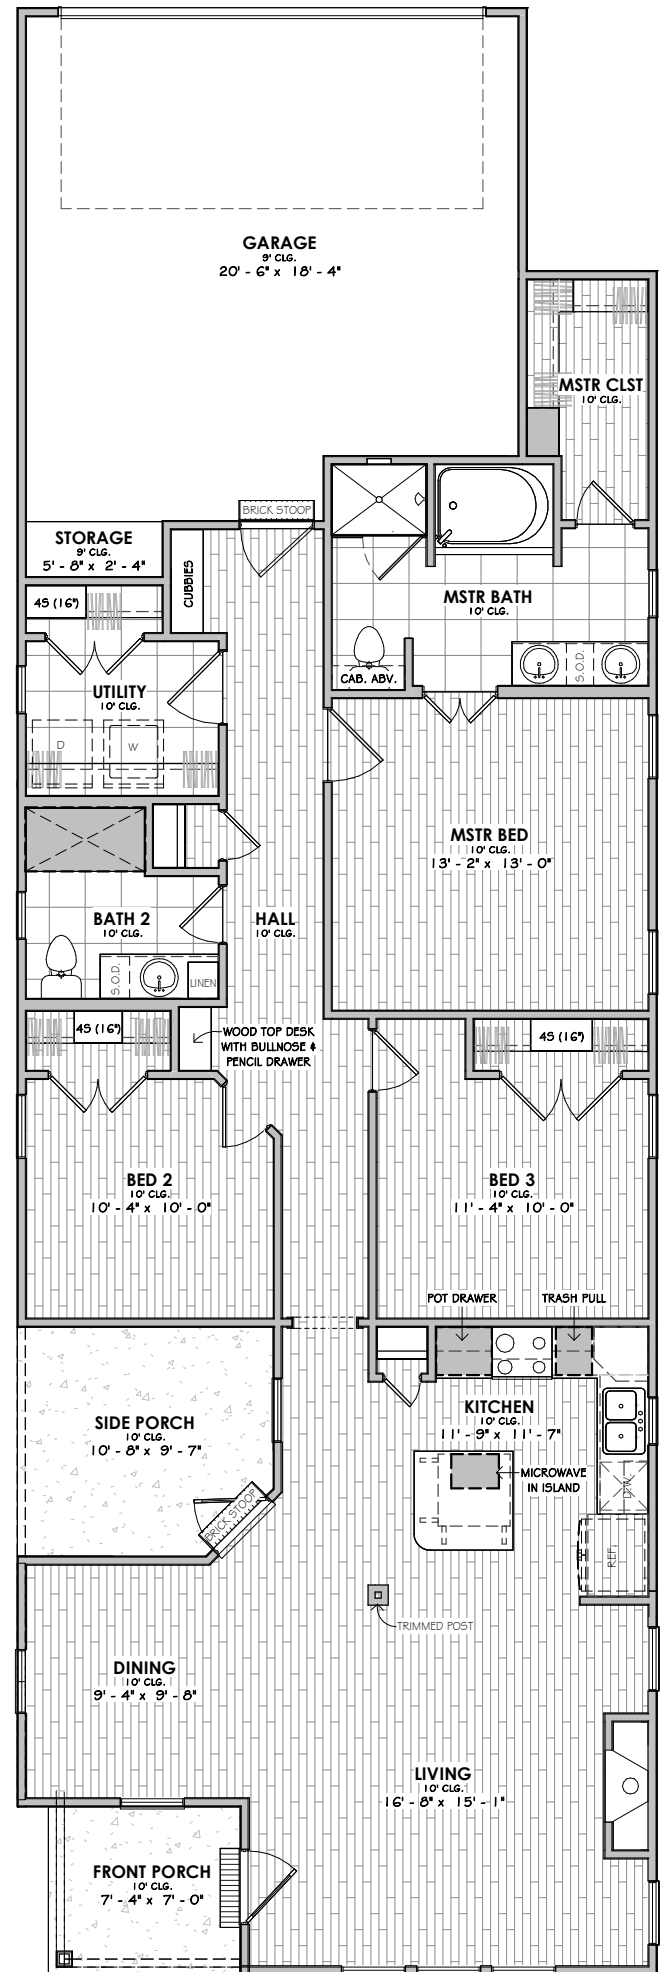 GARAGE
9' CLG.
20' - 6" x 18' - 4"
MSTR CLST
10' CLG.
BRICK STOOP
STORAGE
9' CLG.
5' - 8" x 2' - 4"
CUBBIES
4S (16")
MSTR BATH
10' CLG.
S.O.D.
CAB. ABV.
UTILITY
10' CLG.
D
W
MSTR BED
10' CLG.
13' - 2" x 13' - 0"
BATH 2
10' CLG.
HALL
10' CLG.
S.O.D.
LINEN
4S (16")
WOOD TOP DESK
WITH BULLNOSE &
PENCIL DRAWER
4S (16")
BED 2
10' CLG.
10' - 4" x 10' - 0"
BED 3
10' CLG.
11' - 4" x 10' - 0"
POT DRAWER
TRASH PULL
SIDE PORCH
10' CLG.
10' - 8" x 9' - 7"
KITCHEN
10' CLG.
11' - 9" x 11' - 7"
MICROWAVE
IN ISLAND
D/W
BRICK STOOP
REF.
TRIMMED POST
DINING
10' CLG.
9' - 4" x 9' - 8"
LIVING
10' CLG.
16' - 8" x 15' - 1"
FRONT PORCH
10' CLG.
7' - 4" x 7' - 0"